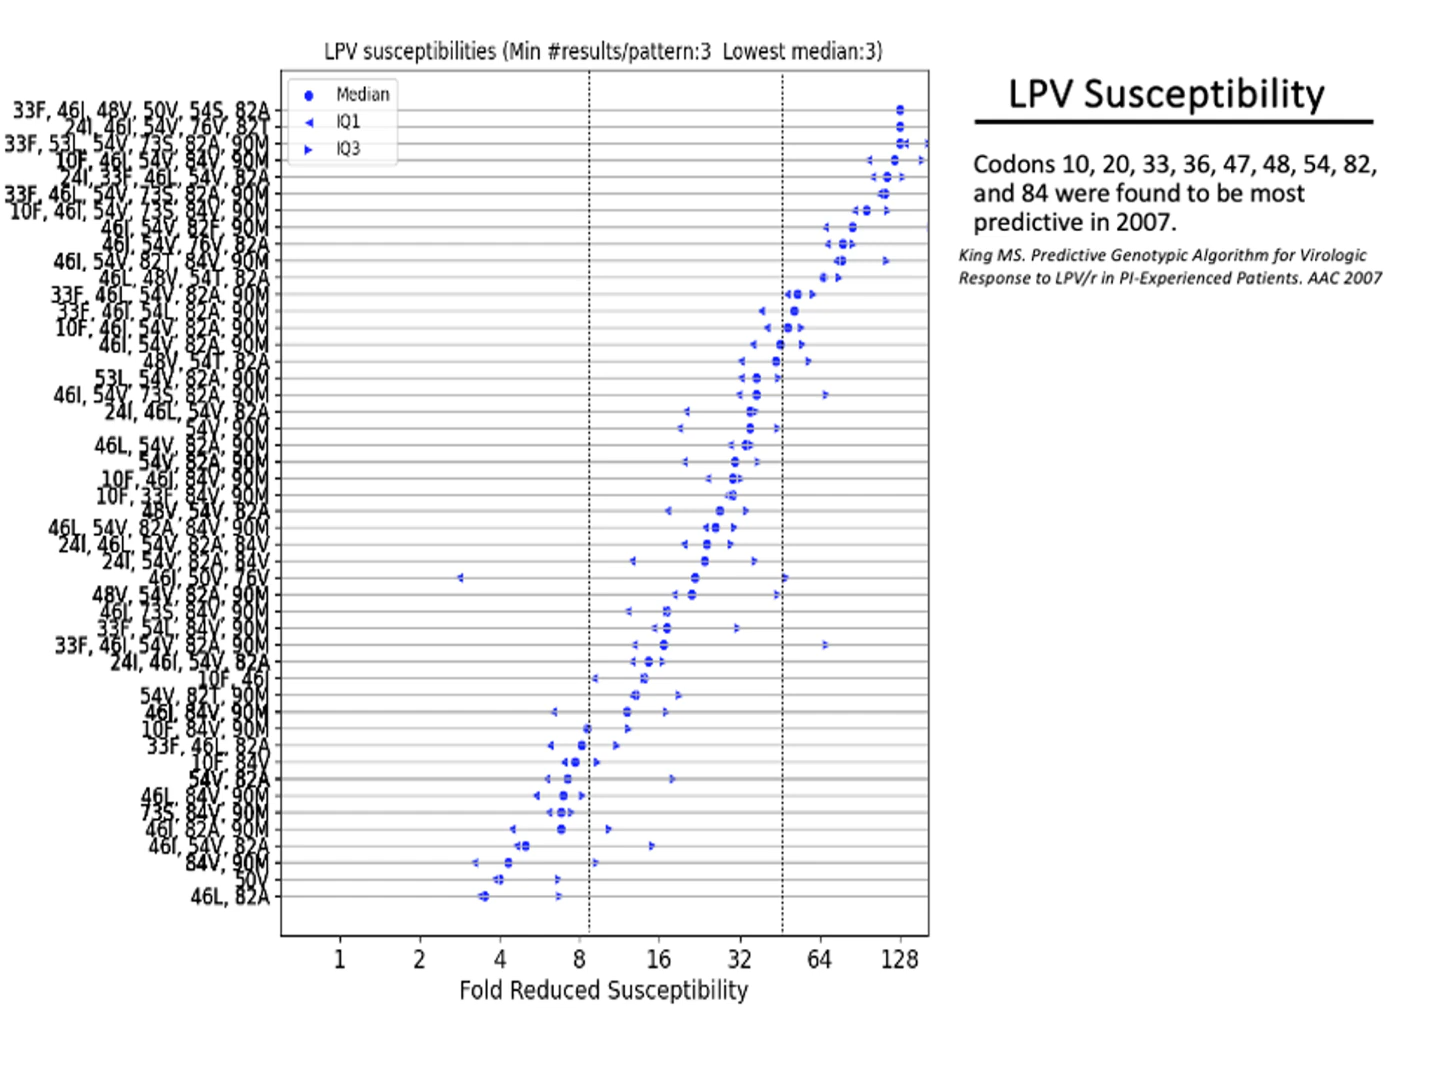 LPV susceptibilities (Min #results/pattern:3  Lowest median:3)
Median
IQ1
IQ3
33F, 46I, 48V, 50V, 54S, 82A
24I, 46I, 54V, 76V, 82T
33F, 53L, 54V, 73S, 82A, 90M
10F, 46I, 54V, 84V, 90M
24I, 33F, 46L, 54V, 82A
33F, 46L, 54V, 73S, 82A, 90M
10F, 46I, 54V, 73S, 84V, 90M
46I, 54V, 82F, 90M
46I, 54V, 76V, 82A
46I, 54V, 82T, 84V, 90M
46L, 48V, 54T, 82A
33F, 46L, 54V, 82A, 90M
33F, 46I, 54L, 82A, 90M
10F, 46I, 54V, 82A, 90M
46I, 54V, 82A, 90M
48V, 54T, 82A
53L, 54V, 82A, 90M
46I, 54V, 73S, 82A, 90M
24I, 46L, 54V, 82A
54V, 90M
46L, 54V, 82A, 90M
54V, 82A, 90M
10F, 46I, 84V, 90M
10F, 33F, 84V, 90M
48V, 54V, 82A
46L, 54V, 82A, 84V, 90M
24I, 46L, 54V, 82A, 84V
24I, 54V, 82A, 84V
46I, 50V, 76V
48V, 54V, 82A, 90M
46L, 73S, 84V, 90M
33F, 54L, 84V, 90M
33F, 46I, 54V, 82A, 90M
24I, 46I, 54V, 82A
10F, 46I
54V, 82T, 90M
46I, 84V, 90M
10F, 84V, 90M
33F, 46L, 82A
10F, 84V
54V, 82A
46L, 84V, 90M
73S, 84V, 90M
46I, 82A, 90M
46I, 54V, 82A
84V, 90M
50V
46L, 82A
1 2 4 8 16 32 64 128
Fold Reduced Susceptibility
LPV Susceptibility
Codons 10, 20, 33, 36, 47, 48, 54, 82,
and 84 were found to be most
predictive in 2007.
King MS. Predictive Genotypic Algorithm for Virologic
Response to LPV/r in PI-Experienced Patients. AAC 2007